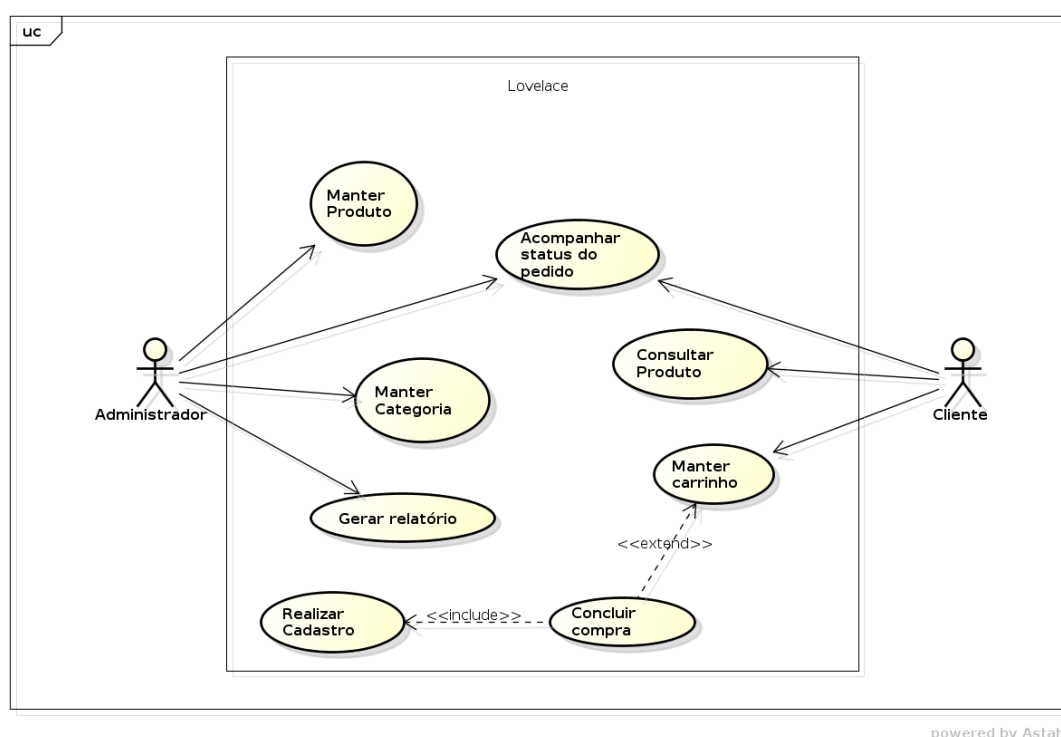 uc
Lovelace
Manter
Produto
Acompanhar
status do
pedido
Consultar
Produto
Manter
Categoria
Administrador
Cliente
Manter
carrinho
Gerar relatório
<<extend>>
Realizar
Cadastro
<<include>>
Concluir
compra
powered by Astah